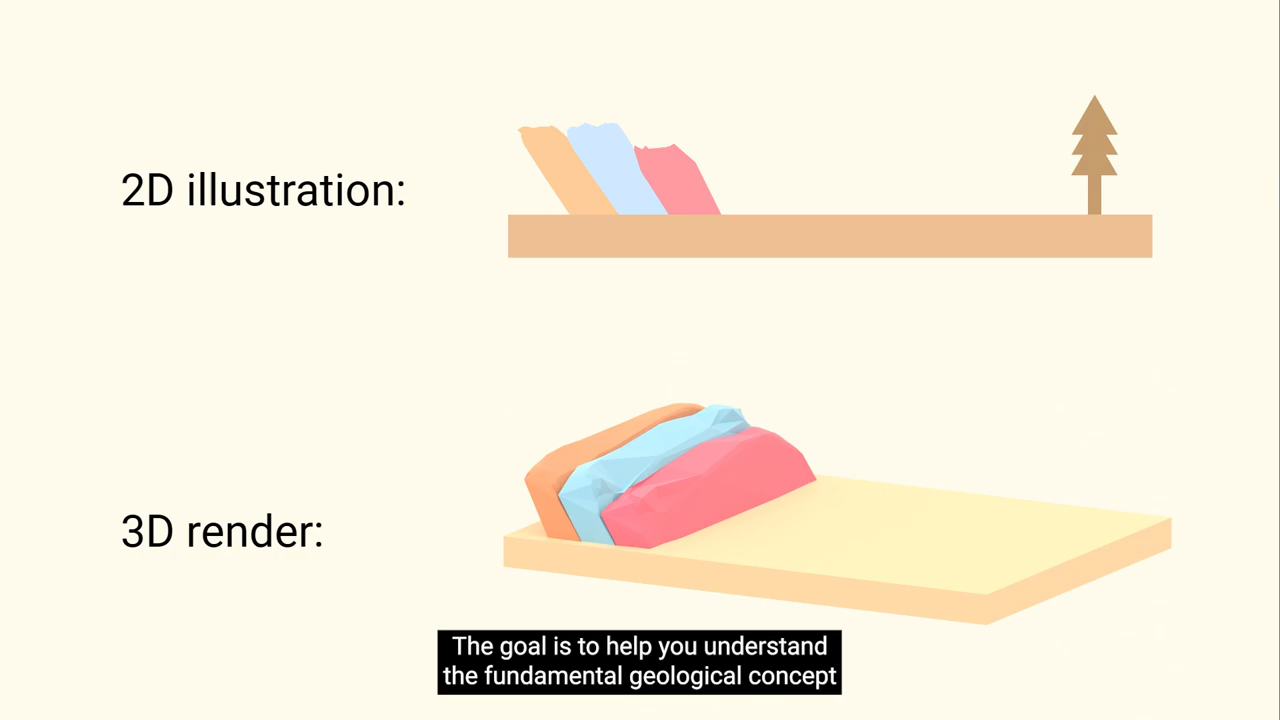 2D illustration:
3D render:
The goal is to help you understand
the fundamental geological concept